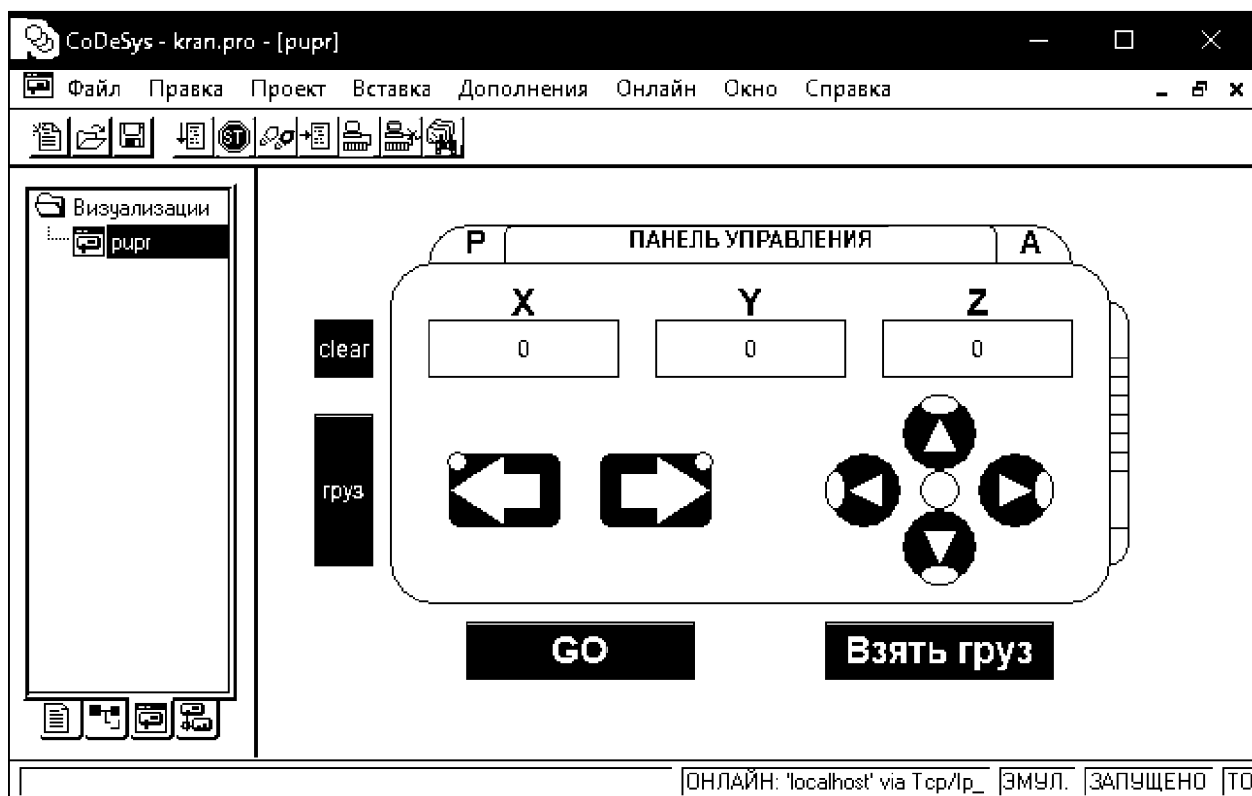 CoDeSys - kran.pro - [pupr]
Файл Правка Проект Вставка Дополнения Онлайн Окно Справка
Визуализации
pupr
P ПАНЕЛЬ УПРАВЛЕНИЯ A
X Y Z
clear 0 0 0
груз
GO Взять груз
ОНЛАЙН: 'localhost' via Tcp/Ip_ ЭМУЛ. ЗАПУЩЕНО ТО